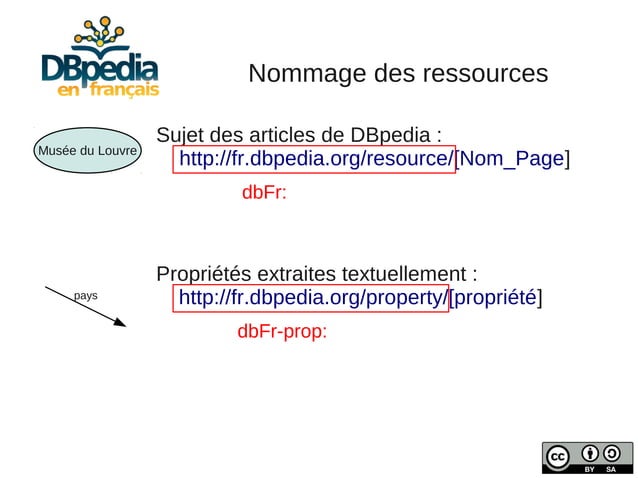 DBpedia
en français
Nommage des ressources
Musée du Louvre
Sujet des articles de DBpedia :
http://fr.dbpedia.org/resource/[Nom_Page]
dbFr:
pays
Propriétés extraites textuellement :
http://fr.dbpedia.org/property/[propriété]
dbFr-prop:
cc
BY SA